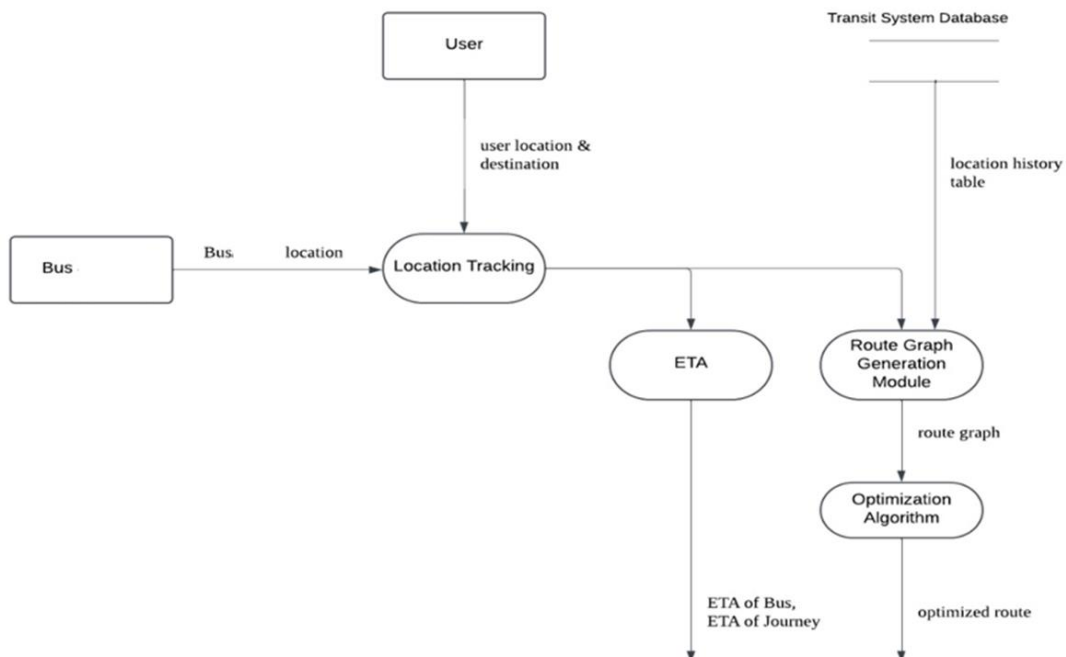 Transit System Database
User
user location &
destination
location history
table
Bus location
Bus
Location Tracking
ETA
Route Graph
Generation
Module
route graph
Optimization
Algorithm
ETA of Bus,
ETA of Journey
optimized route